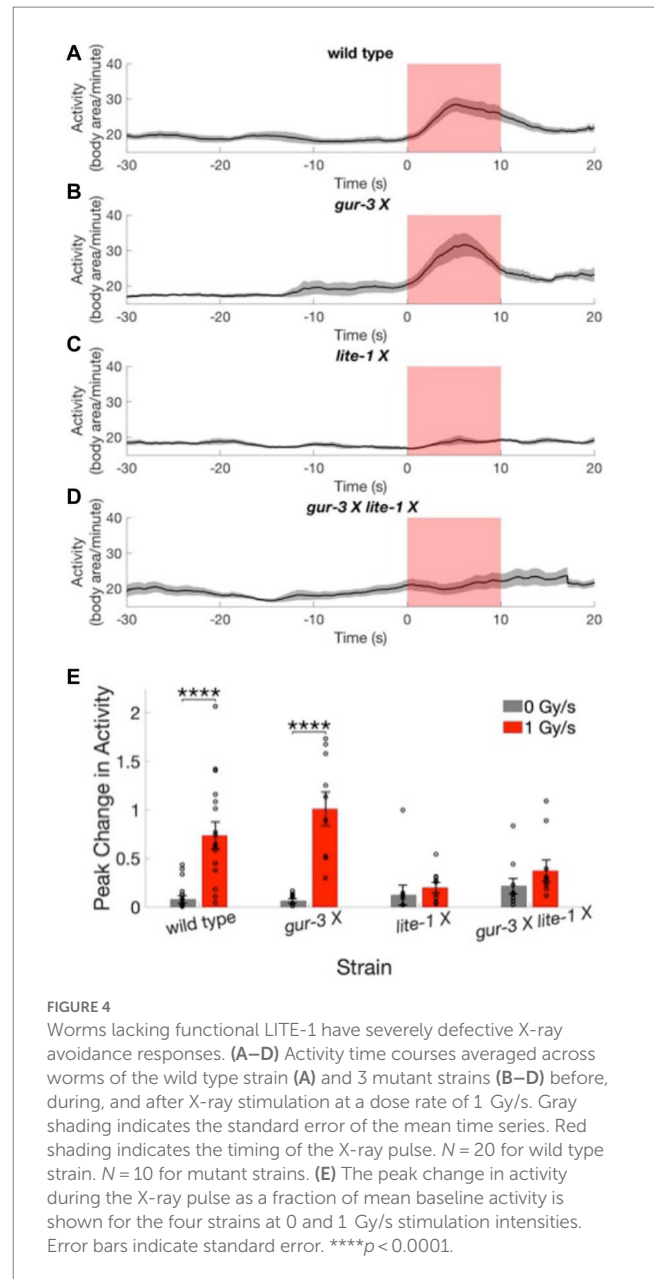 A
wild type
Activity
(body area/minute)
40
30
20
-30 -20 -10 0 10 20
Time (s)
B
gur-3 X
Activity
(body area/minute)
40
30
20
-30 -20 -10 0 10 20
Time (s)
C
lite-1 X
Activity
(body area/minute)
40
30
20
-30 -20 -10 0 10 20
Time (s)
D
gur-3 X lite-1 X
Activity
(body area/minute)
40
30
20
-30 -20 -10 0 10 20
Time (s)
E
Peak Change in Activity
2
1.5
1
0.5
0
****
****
0 Gy/s
1 Gy/s
wild type gur-3 X lite-1 X gur-3 X lite-1 X
Strain
FIGURE 4
Worms lacking functional LITE-1 have severely defective X-ray
avoidance responses. (A–D) Activity time courses averaged across
worms of the wild type strain (A) and 3 mutant strains (B–D) before,
during, and after X-ray stimulation at a dose rate of 1 Gy/s. Gray
shading indicates the standard error of the mean time series. Red
shading indicates the timing of the X-ray pulse. N = 20 for wild type
strain. N = 10 for mutant strains. (E) The peak change in activity
during the X-ray pulse as a fraction of mean baseline activity is
shown for the four strains at 0 and 1 Gy/s stimulation intensities.
Error bars indicate standard error. ****p < 0.0001.